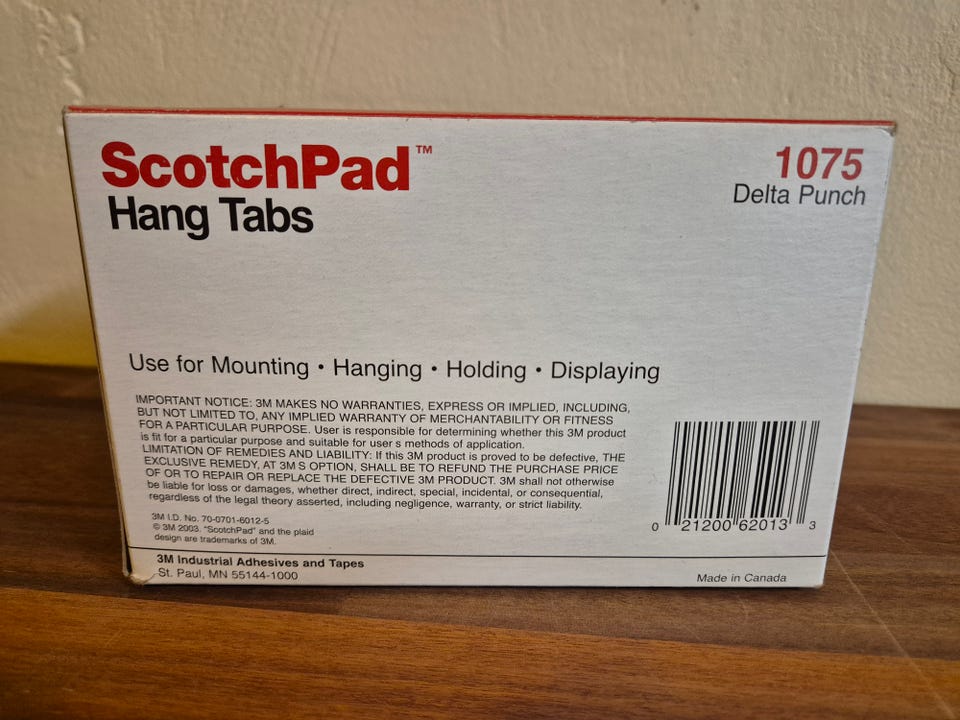 ScotchPad™
Hang Tabs
1075
Delta Punch
Use for Mounting • Hanging • Holding • Displaying
IMPORTANT NOTICE: 3M MAKES NO WARRANTIES, EXPRESS OR IMPLIED, INCLUDING,
BUT NOT LIMITED TO, ANY IMPLIED WARRANTY OF MERCHANTABILITY OR FITNESS
FOR A PARTICULAR PURPOSE. User is responsible for determining whether this 3M product
is fit for a particular purpose and suitable for user s methods of application.
LIMITATION OF REMEDIES AND LIABILITY: If this 3M product is proved to be defective, THE
EXCLUSIVE REMEDY, AT 3M S OPTION, SHALL BE TO REFUND THE PURCHASE PRICE
OF OR TO REPAIR OR REPLACE THE DEFECTIVE 3M PRODUCT. 3M shall not otherwise
be liable for loss or damages, whether direct, indirect, special, incidental, or consequential,
regardless of the legal theory asserted, including negligence, warranty, or strict liability.
3M I.D. No. 70-0701-6012-5
© 3M 2003. "ScotchPad" and the plaid
design are trademarks of 3M.
0 21200 62013 3
3M Industrial Adhesives and Tapes
St. Paul, MN 55144-1000
Made in Canada